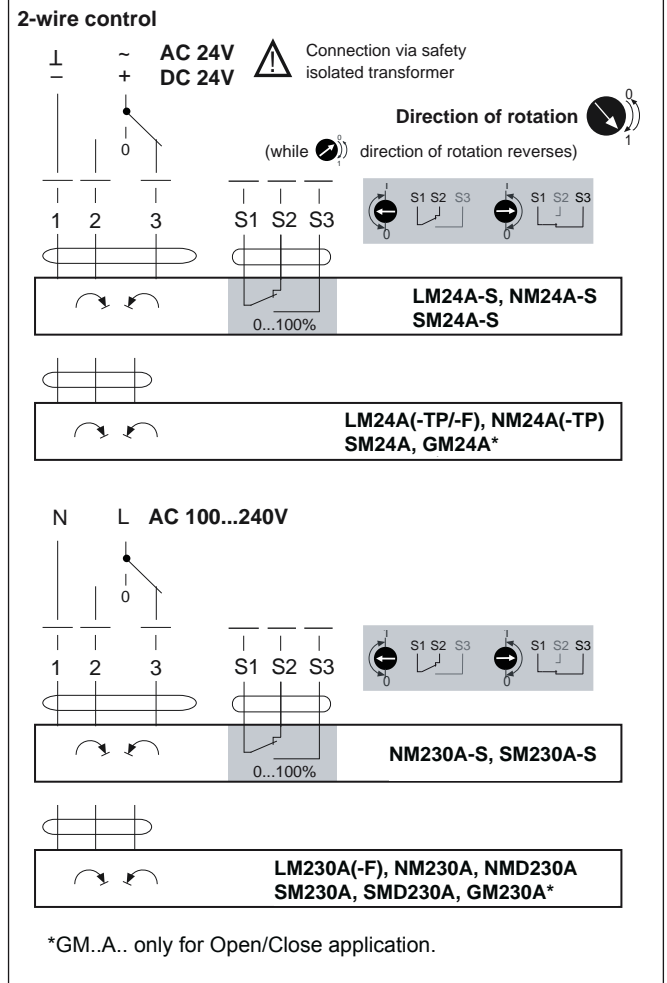 2-wire control
⊥ ~ AC 24V
– + DC 24V
Connection via safety
isolated transformer
Direction of rotation
0
1
(while 0 1 direction of rotation reverses)
0
1 2 3
S1 S2 S3
1 0 S1 S2 S3
1 0 S1 S2 S3
0...100%
LM24A-S, NM24A-S
SM24A-S
LM24A(-TP/-F), NM24A(-TP)
SM24A, GM24A*
N L AC 100...240V
0
1 2 3
S1 S2 S3
1 0 S1 S2 S3
1 0 S1 S2 S3
0...100%
NM230A-S, SM230A-S
LM230A(-F), NM230A, NMD230A
SM230A, SMD230A, GM230A*
*GM..A.. only for Open/Close application.